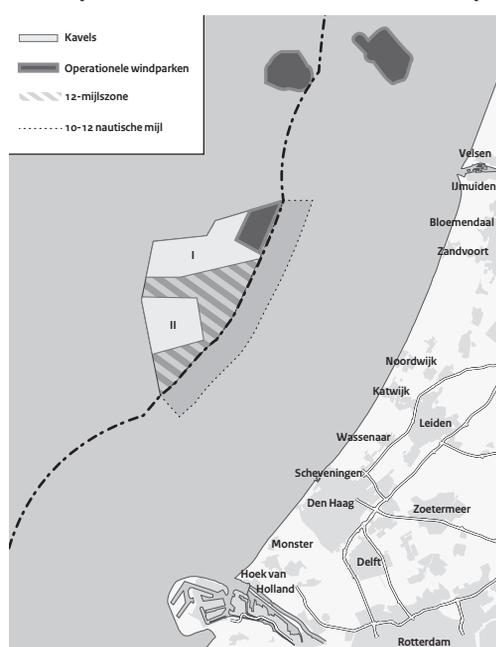 Kavels
Operationele windparken
12-mijlszone
10-12 nautische mijl
Velsen
IJmuiden
Bloemendaal
Zandvoort
I
II
Noordwijk
Katwijk
Leiden
Wassenaar
Scheveningen
Den Haag
Zoetermeer
Monster
Delft
Hoek van
Holland
Rotterdam